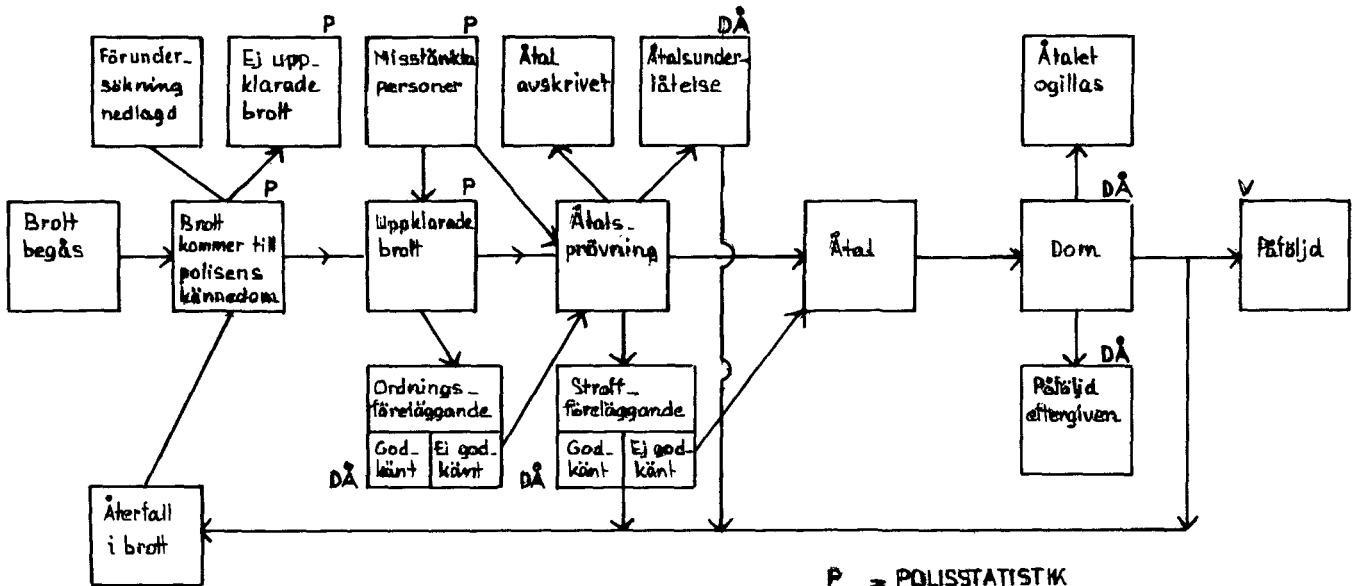 P
P
DÅ
Förunder_
sökning
nedlagd
Ej upp_
klarade
brott
Misstänkta
personer
Åtal
avskrivet
Åtalsunder_
låtelse
Åtalet
ogillas
P
P
DÅ
V
Brott
begås
Brott
kommer till
polisens
kännedom
Uppklarade
brott
Åtals_
prövning
Åtal
Dom
Påföljd
DÅ
Ordnings_
föreläggande
God_
känt
Ej god_
känt
DÅ
Straff_
föreläggande
God_
känt
Ej god_
känt
DÅ
Påföljd
eftergiven
Återfall
i brott
P = POLISSTATISTIK